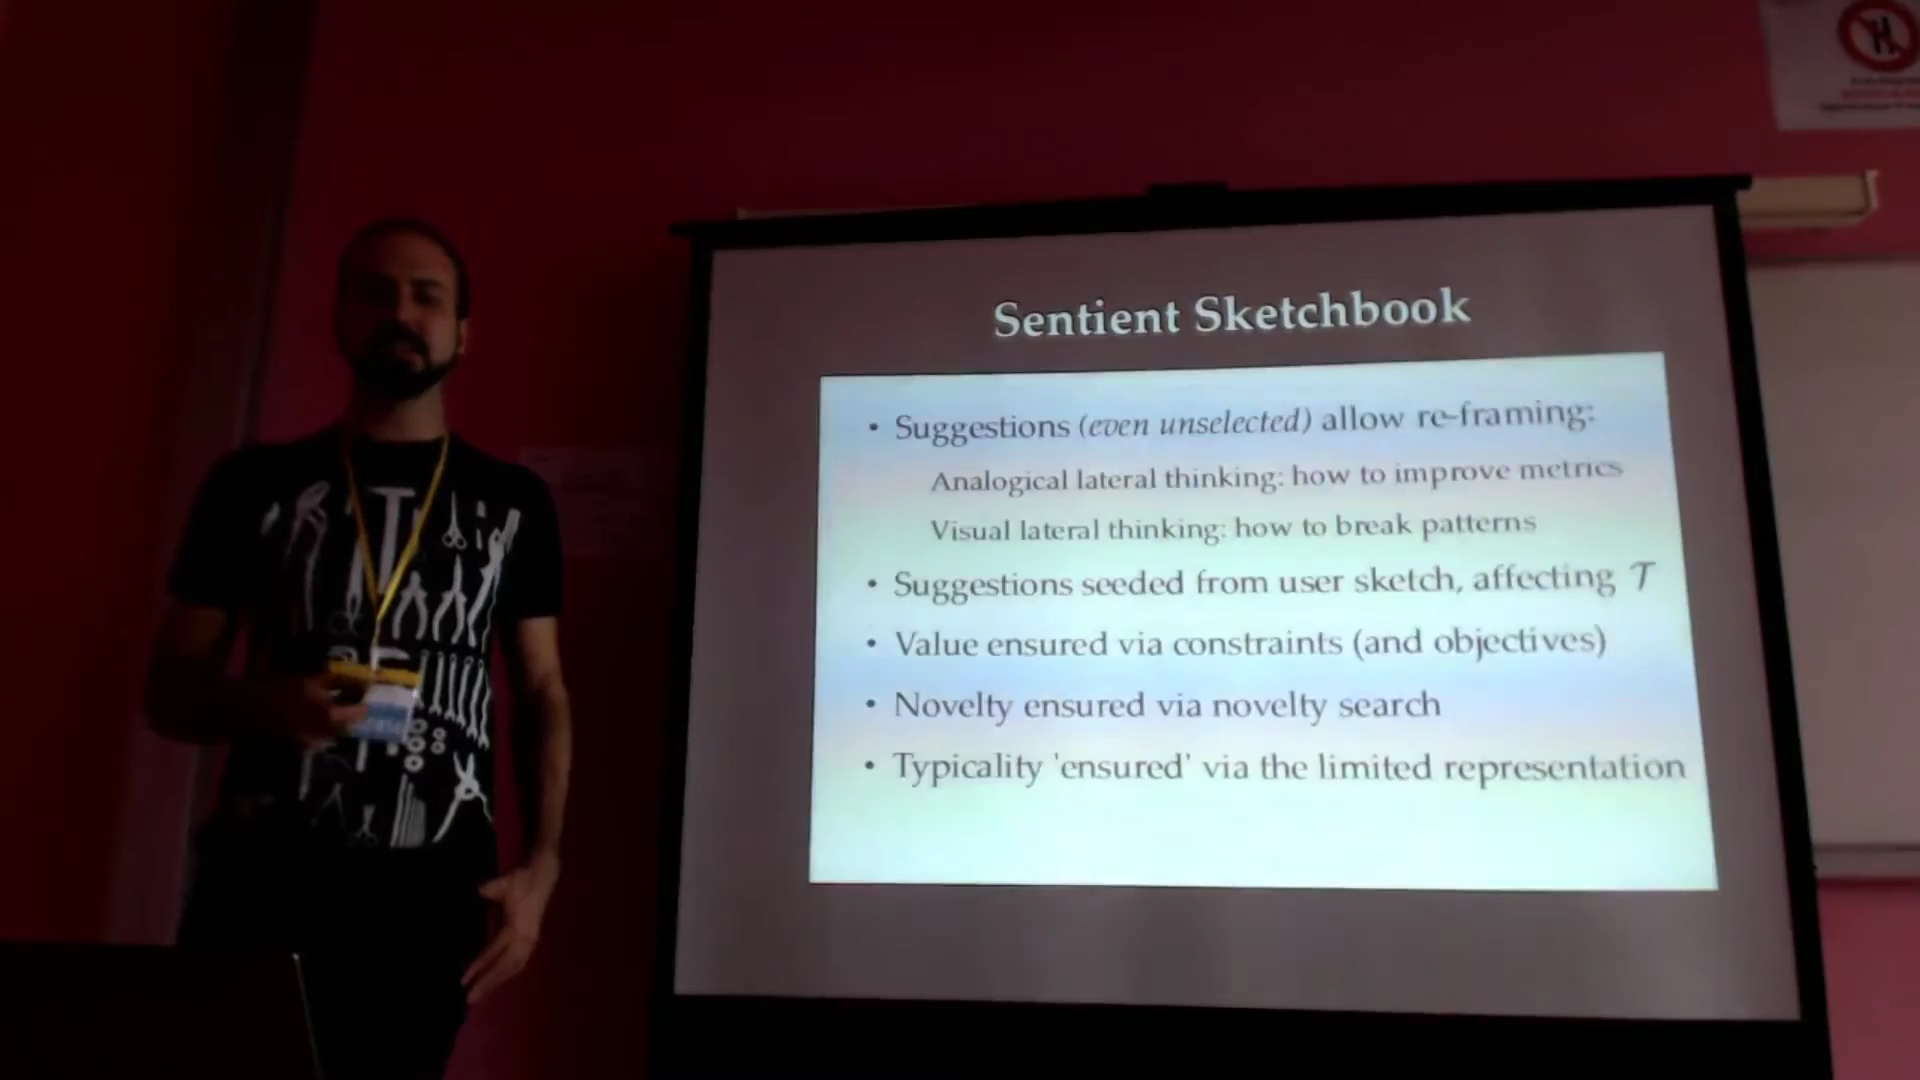 Sentient Sketchbook
• Suggestions (even unselected) allow re-framing:
Analogical lateral thinking: how to improve metrics
Visual lateral thinking: how to break patterns
• Suggestions seeded from user sketch, affecting 𝒯
• Value ensured via constraints (and objectives)
• Novelty ensured via novelty search
• Typicality 'ensured' via the limited representation